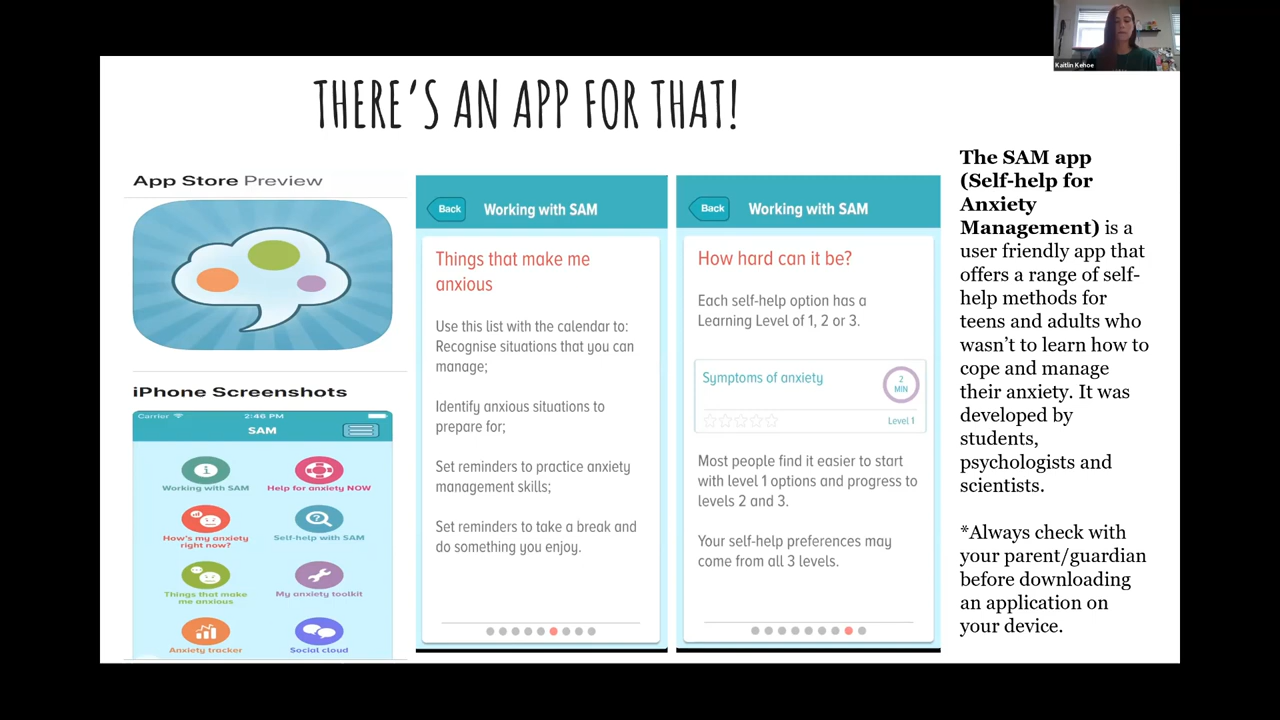 Kaitlin Kehoe
THERE'S AN APP FOR THAT!
App Store Preview
iPhone Screenshots
Carrier
2:46 PM
SAM
Working with SAM
Help for anxiety NOW
How's my anxiety
right now?
Self-help with SAM
Things that make
me anxious
My anxiety toolkit
Anxiety tracker
Social cloud
Back
Working with SAM
Things that make me
anxious
Use this list with the calendar to:
Recognise situations that you can
manage;
Identify anxious situations to
prepare for;
Set reminders to practice anxiety
management skills;
Set reminders to take a break and
do something you enjoy.
Back
Working with SAM
How hard can it be?
Each self-help option has a
Learning Level of 1, 2 or 3.
Symptoms of anxiety
2
MIN
Level 1
Most people find it easier to start
with level 1 options and progress to
levels 2 and 3.
Your self-help preferences may
come from all 3 levels.
The SAM app
(Self-help for
Anxiety
Management) is a
user friendly app that
offers a range of self-
help methods for
teens and adults who
wasn't to learn how to
cope and manage
their anxiety. It was
developed by
students,
psychologists and
scientists.
*Always check with
your parent/guardian
before downloading
an application on
your device.